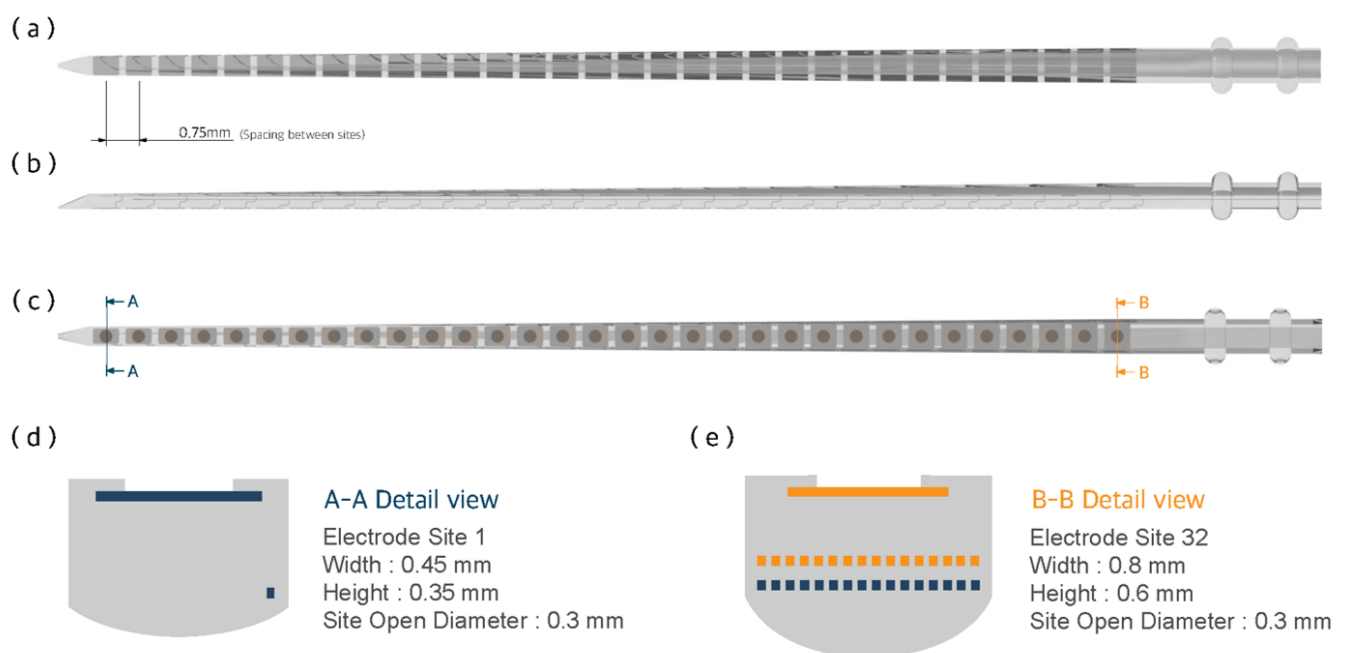 (a)
0.75mm (Spacing between sites)
(b)
(c)
A
B
A
B
(d)
(e)
A-A Detail view
Electrode Site 1
Width : 0.45 mm
Height : 0.35 mm
Site Open Diameter : 0.3 mm
B-B Detail view
Electrode Site 32
Width : 0.8 mm
Height : 0.6 mm
Site Open Diameter : 0.3 mm